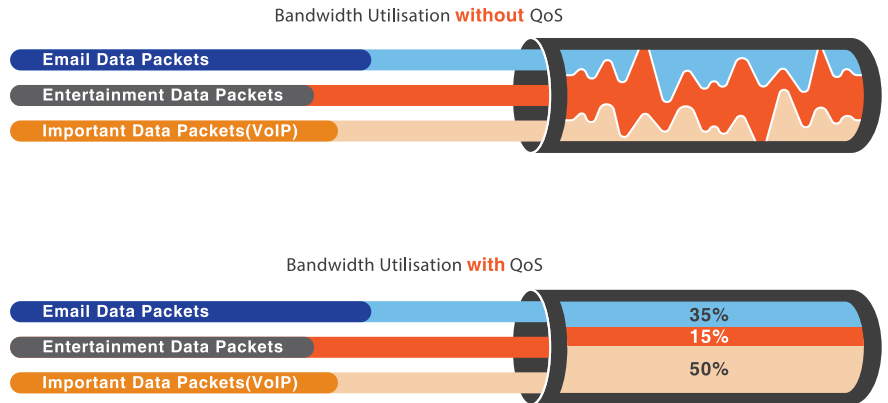 Bandwidth Utilisation without QoS
Email Data Packets
Entertainment Data Packets
Important Data Packets(VoIP)
Bandwidth Utilisation with QoS
Email Data Packets
35%
Entertainment Data Packets
15%
Important Data Packets(VoIP)
50%